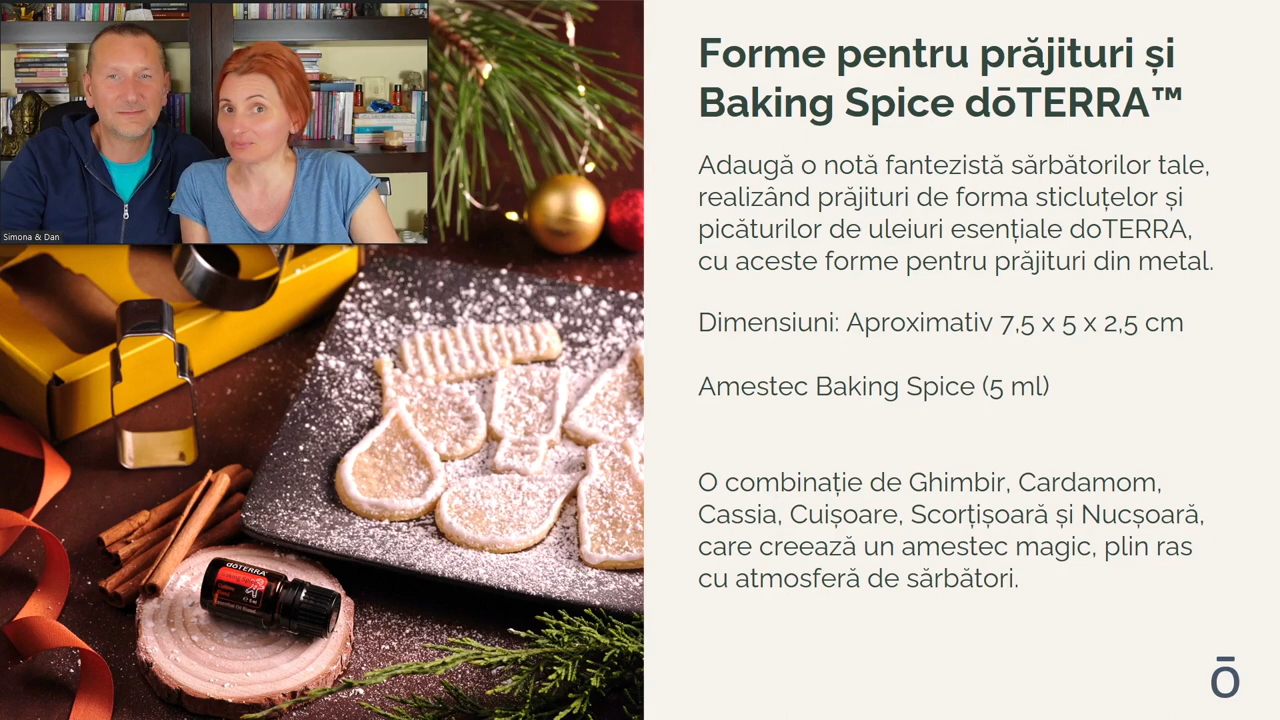 Simona & Dan
Forme pentru prăjituri și
Baking Spice dōTERRA™
Adaugă o notă fantezistă sărbătorilor tale,
realizând prăjituri de forma sticluțelor și
picăturilor de uleiuri esențiale doTERRA,
cu aceste forme pentru prăjituri din metal.
Dimensiuni: Aproximativ 7,5 x 5 x 2,5 cm
Amestec Baking Spice (5 ml)
O combinație de Ghimbir, Cardamom,
Cassia, Cuișoare, Scorțișoară și Nucșoară,
care creează un amestec magic, plin ras
cu atmosferă de sărbători.
dōTERRA
ō